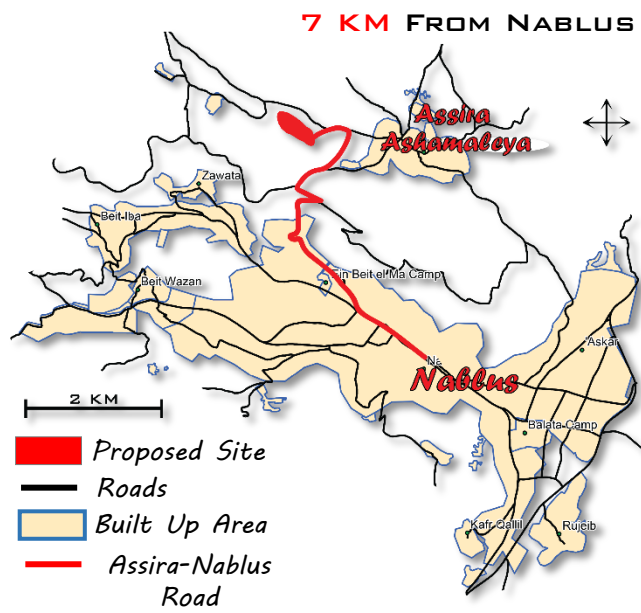 7 KM From Nablus
Assira
Ashamaleya
Zawata
Beit Iba
Ein Beit el Ma Camp
Beit Wazan
Askar
Na
Nablus
2 KM
Balata Camp
Proposed Site
Roads
Built Up Area
Kafr Qallil
Rujeib
Assira-Nablus
Road